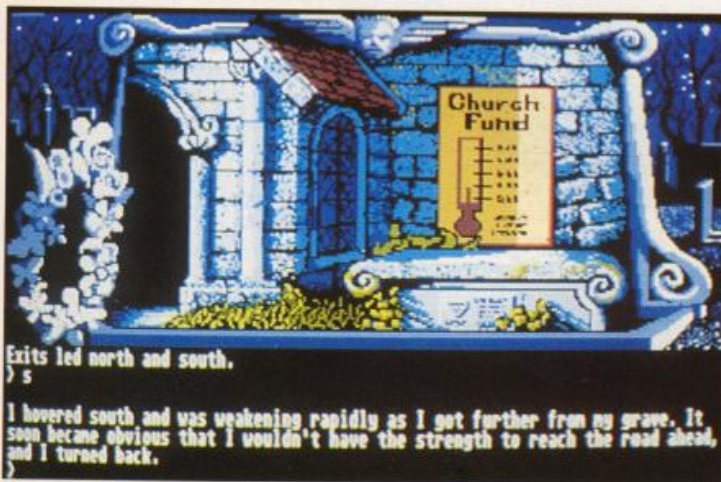 Church
Fund
Exits led north and south.
> s
I hovered south and was weakening rapidly as I got further from my grave. It
soon became obvious that I wouldn't have the strength to reach the road ahead,
and I turned back.
>